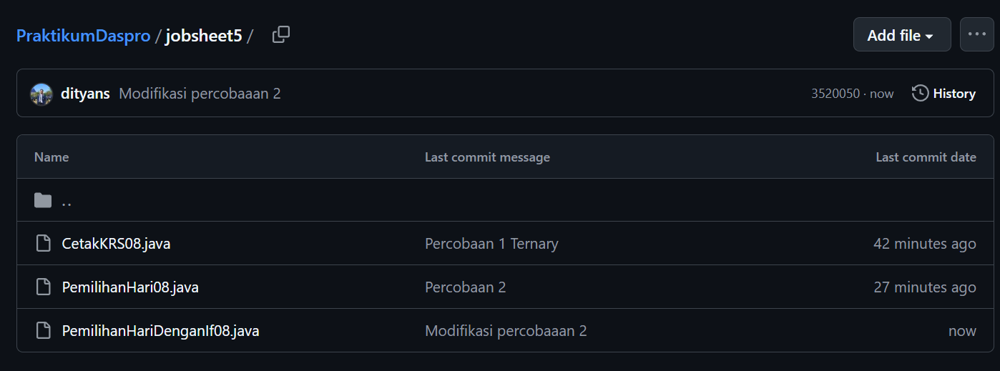 PraktikumDaspro / jobsheet5 /
Add file
dityans Modifikasi percobaaan 2 3520050 · now History
Name Last commit message Last commit date
..
CetakKRS08.java Percobaan 1 Ternary 42 minutes ago
PemilihanHari08.java Percobaan 2 27 minutes ago
PemilihanHariDenganIf08.java Modifikasi percobaaan 2 now